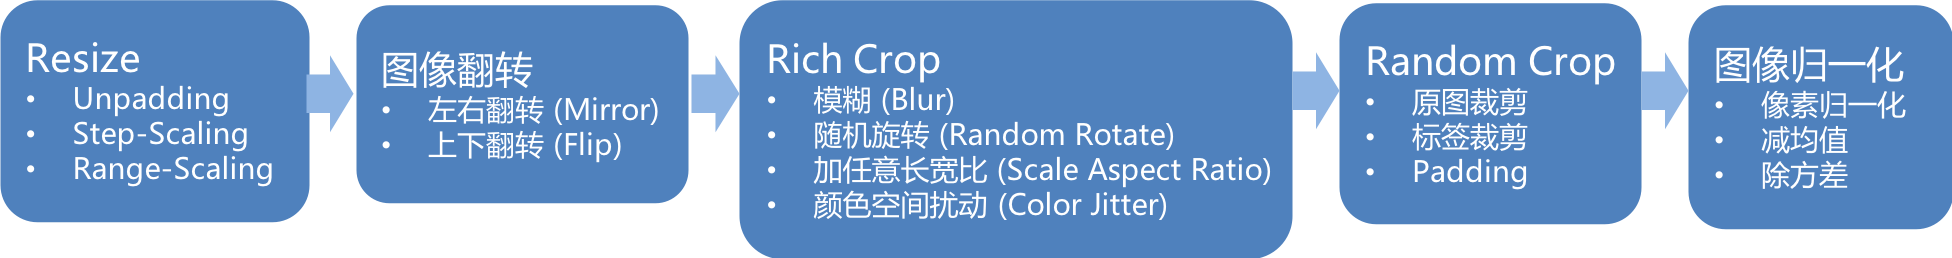 Resize
• Unpadding
• Step-Scaling
• Range-Scaling
图像翻转
• 左右翻转 (Mirror)
• 上下翻转 (Flip)
Rich Crop
• 模糊 (Blur)
• 随机旋转 (Random Rotate)
• 加任意长宽比 (Scale Aspect Ratio)
• 颜色空间扰动 (Color Jitter)
Random Crop
• 原图裁剪
• 标签裁剪
• Padding
图像归一化
• 像素归一化
• 减均值
• 除方差